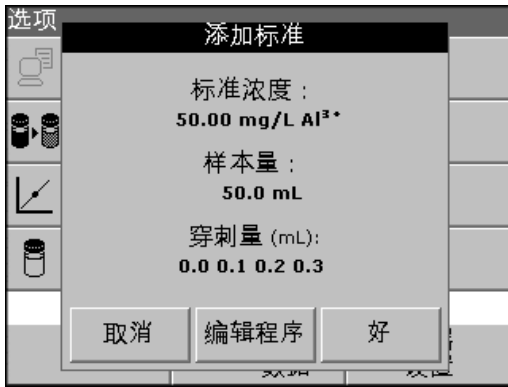 选项
添加标准
标准浓度：
50.00 mg/L Al³⁺
样本量：
50.0 mL
穿刺量 (mL):
0.0 0.1 0.2 0.3
取消
编辑程序
好